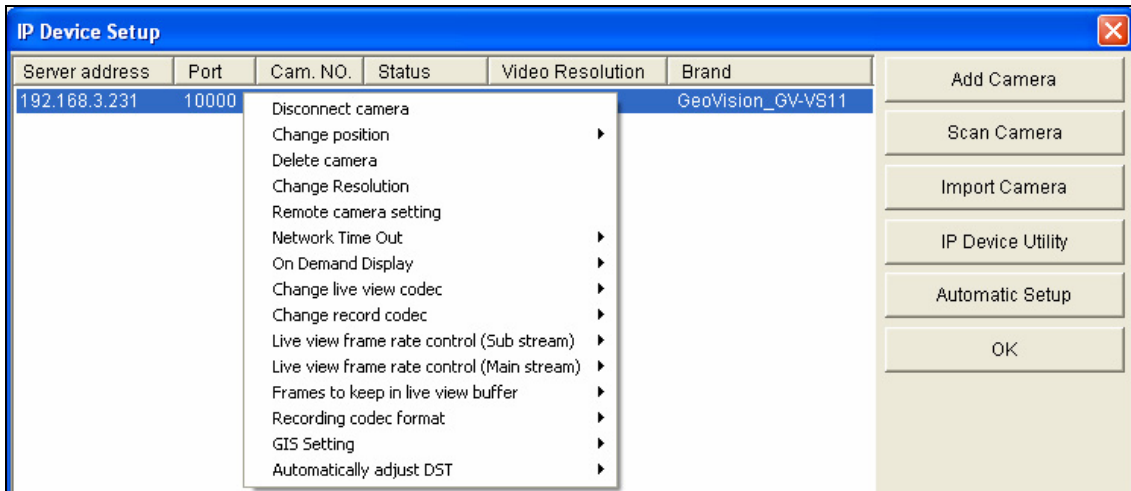 IP Device Setup
Server address Port Cam. NO. Status Video Resolution Brand
192.168.3.231 10000 GeoVision_GV-VS11
Disconnect camera
Change position
Delete camera
Change Resolution
Remote camera setting
Network Time Out
On Demand Display
Change live view codec
Change record codec
Live view frame rate control (Sub stream)
Live view frame rate control (Main stream)
Frames to keep in live view buffer
Recording codec format
GIS Setting
Automatically adjust DST
Add Camera
Scan Camera
Import Camera
IP Device Utility
Automatic Setup
OK